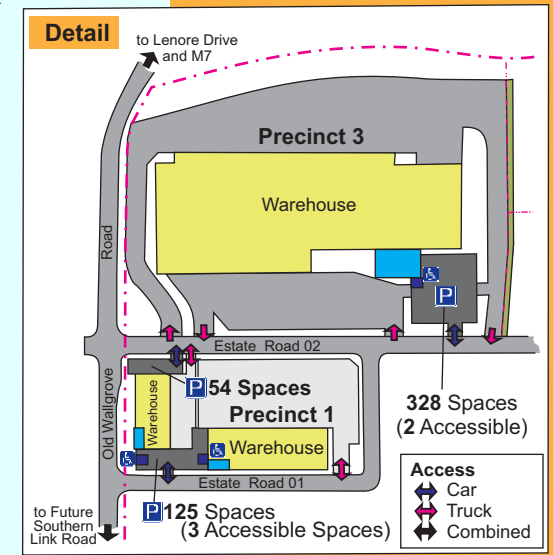 Detail
to Lenore Drive
and M7
Precinct 3
Warehouse
Road
P
Estate Road 02
Old Wallgrove
P 54 Spaces
Warehouse
Precinct 1
Warehouse
328 Spaces
(2 Accessible)
Estate Road 01
P 125 Spaces
(3 Accessible Spaces)
to Future
Southern
Link Road
Access
Car
Truck
Combined